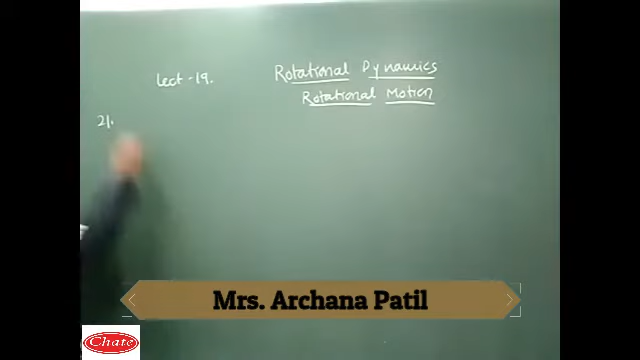 Lect-19.
Rotational Dynamics
Rotational Motion
21.
Mrs. Archana Patil
Chate